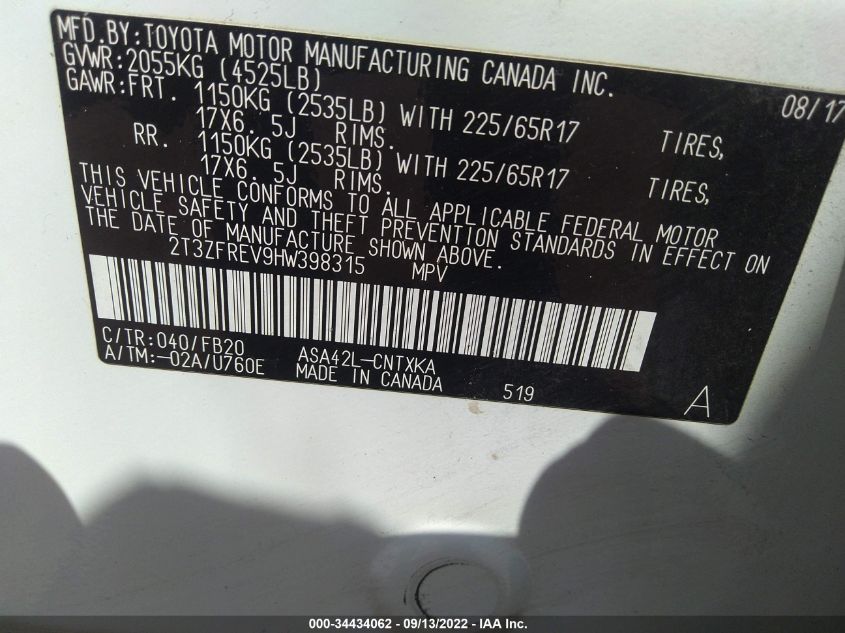 MFD.BY:TOYOTA MOTOR MANUFACTURING CANADA INC.
08/17
GVWR:2055KG (4525LB)
GAWR:FRT. 1150KG (2535LB) WITH 225/65R17 TIRES,
17X6. 5J RIMS.
RR. 1150KG (2535LB) WITH 225/65R17 TIRES,
17X6. 5J RIMS.
THIS VEHICLE CONFORMS TO ALL APPLICABLE FEDERAL MOTOR
VEHICLE SAFETY AND THEFT PREVENTION STANDARDS IN EFFECT ON
THE DATE OF MANUFACTURE SHOWN ABOVE.
2T3ZFREV9HW398315 MPV
C/TR:040/FB20 ASA42L-CNTXKA
A/TM:-02A/U760E MADE IN CANADA 519 A
000-34434062 - 09/13/2022 - IAA Inc.